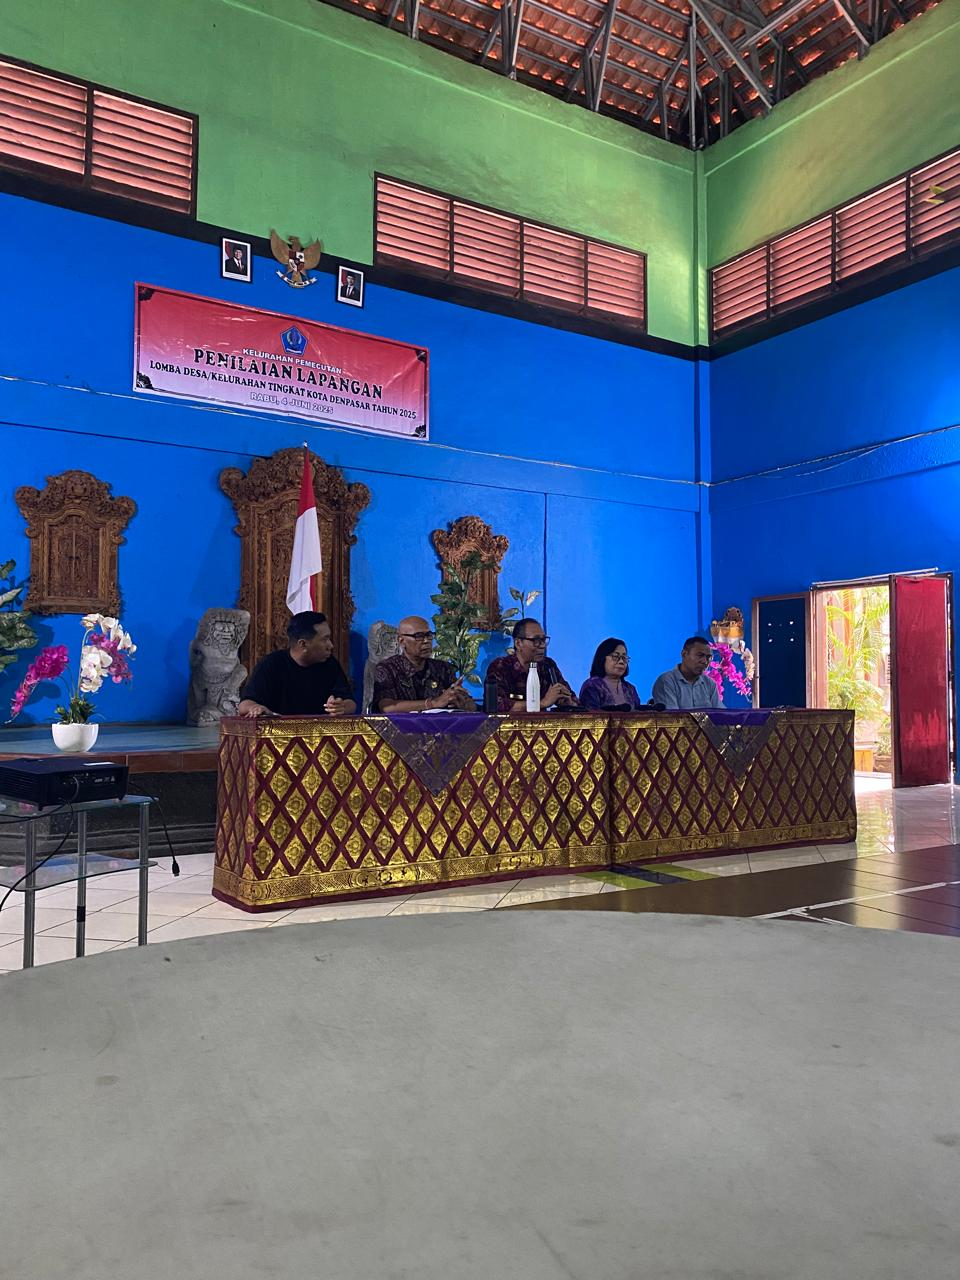 KELURAHAN PEMECUTAN
PENILAIAN LAPANGAN
LOMBA DESA/KELURAHAN TINGKAT KOTA DENPASAR TAHUN 2025
RABU, 4 JUNI 2025